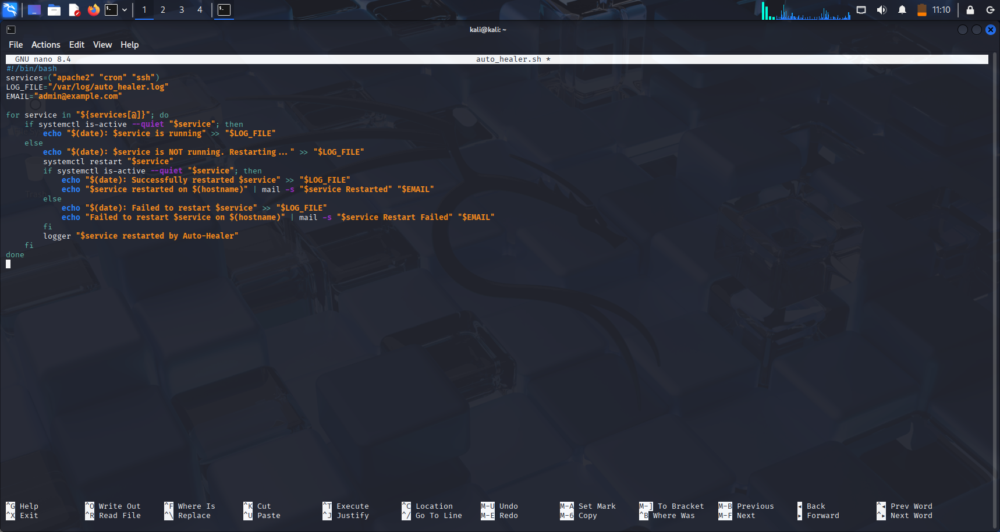 1 2 3 4 11:10
kali@kali: ~
File Actions Edit View Help
GNU nano 8.4 auto_healer.sh *
#!/bin/bash
services=("apache2" "cron" "ssh")
LOG_FILE="/var/log/auto_healer.log"
EMAIL="admin@example.com"
for service in "${services[@]}"; do
    if systemctl is-active --quiet "$service"; then
        echo "$(date): $service is running" >> "$LOG_FILE"
    else
        echo "$(date): $service is NOT running. Restarting..." >> "$LOG_FILE"
        systemctl restart "$service"
        if systemctl is-active --quiet "$service"; then
            echo "$(date): Successfully restarted $service" >> "$LOG_FILE"
            echo "$service restarted on $(hostname)" | mail -s "$service Restarted" "$EMAIL"
        else
            echo "$(date): Failed to restart $service" >> "$LOG_FILE"
            echo "Failed to restart $service on $(hostname)" | mail -s "$service Restart Failed" "$EMAIL"
        fi
        logger "$service restarted by Auto-Healer"
    fi
done
Trash
^G Help ^O Write Out ^F Where Is ^K Cut ^T Execute ^C Location M-U Undo M-A Set Mark M-] To Bracket M-B Previous ◂ Back ^◂ Prev Word
^X Exit ^R Read File ^\ Replace ^U Paste ^J Justify ^/ Go To Line M-E Redo M-6 Copy ^B Where Was M-F Next ▸ Forward ^▸ Next Word